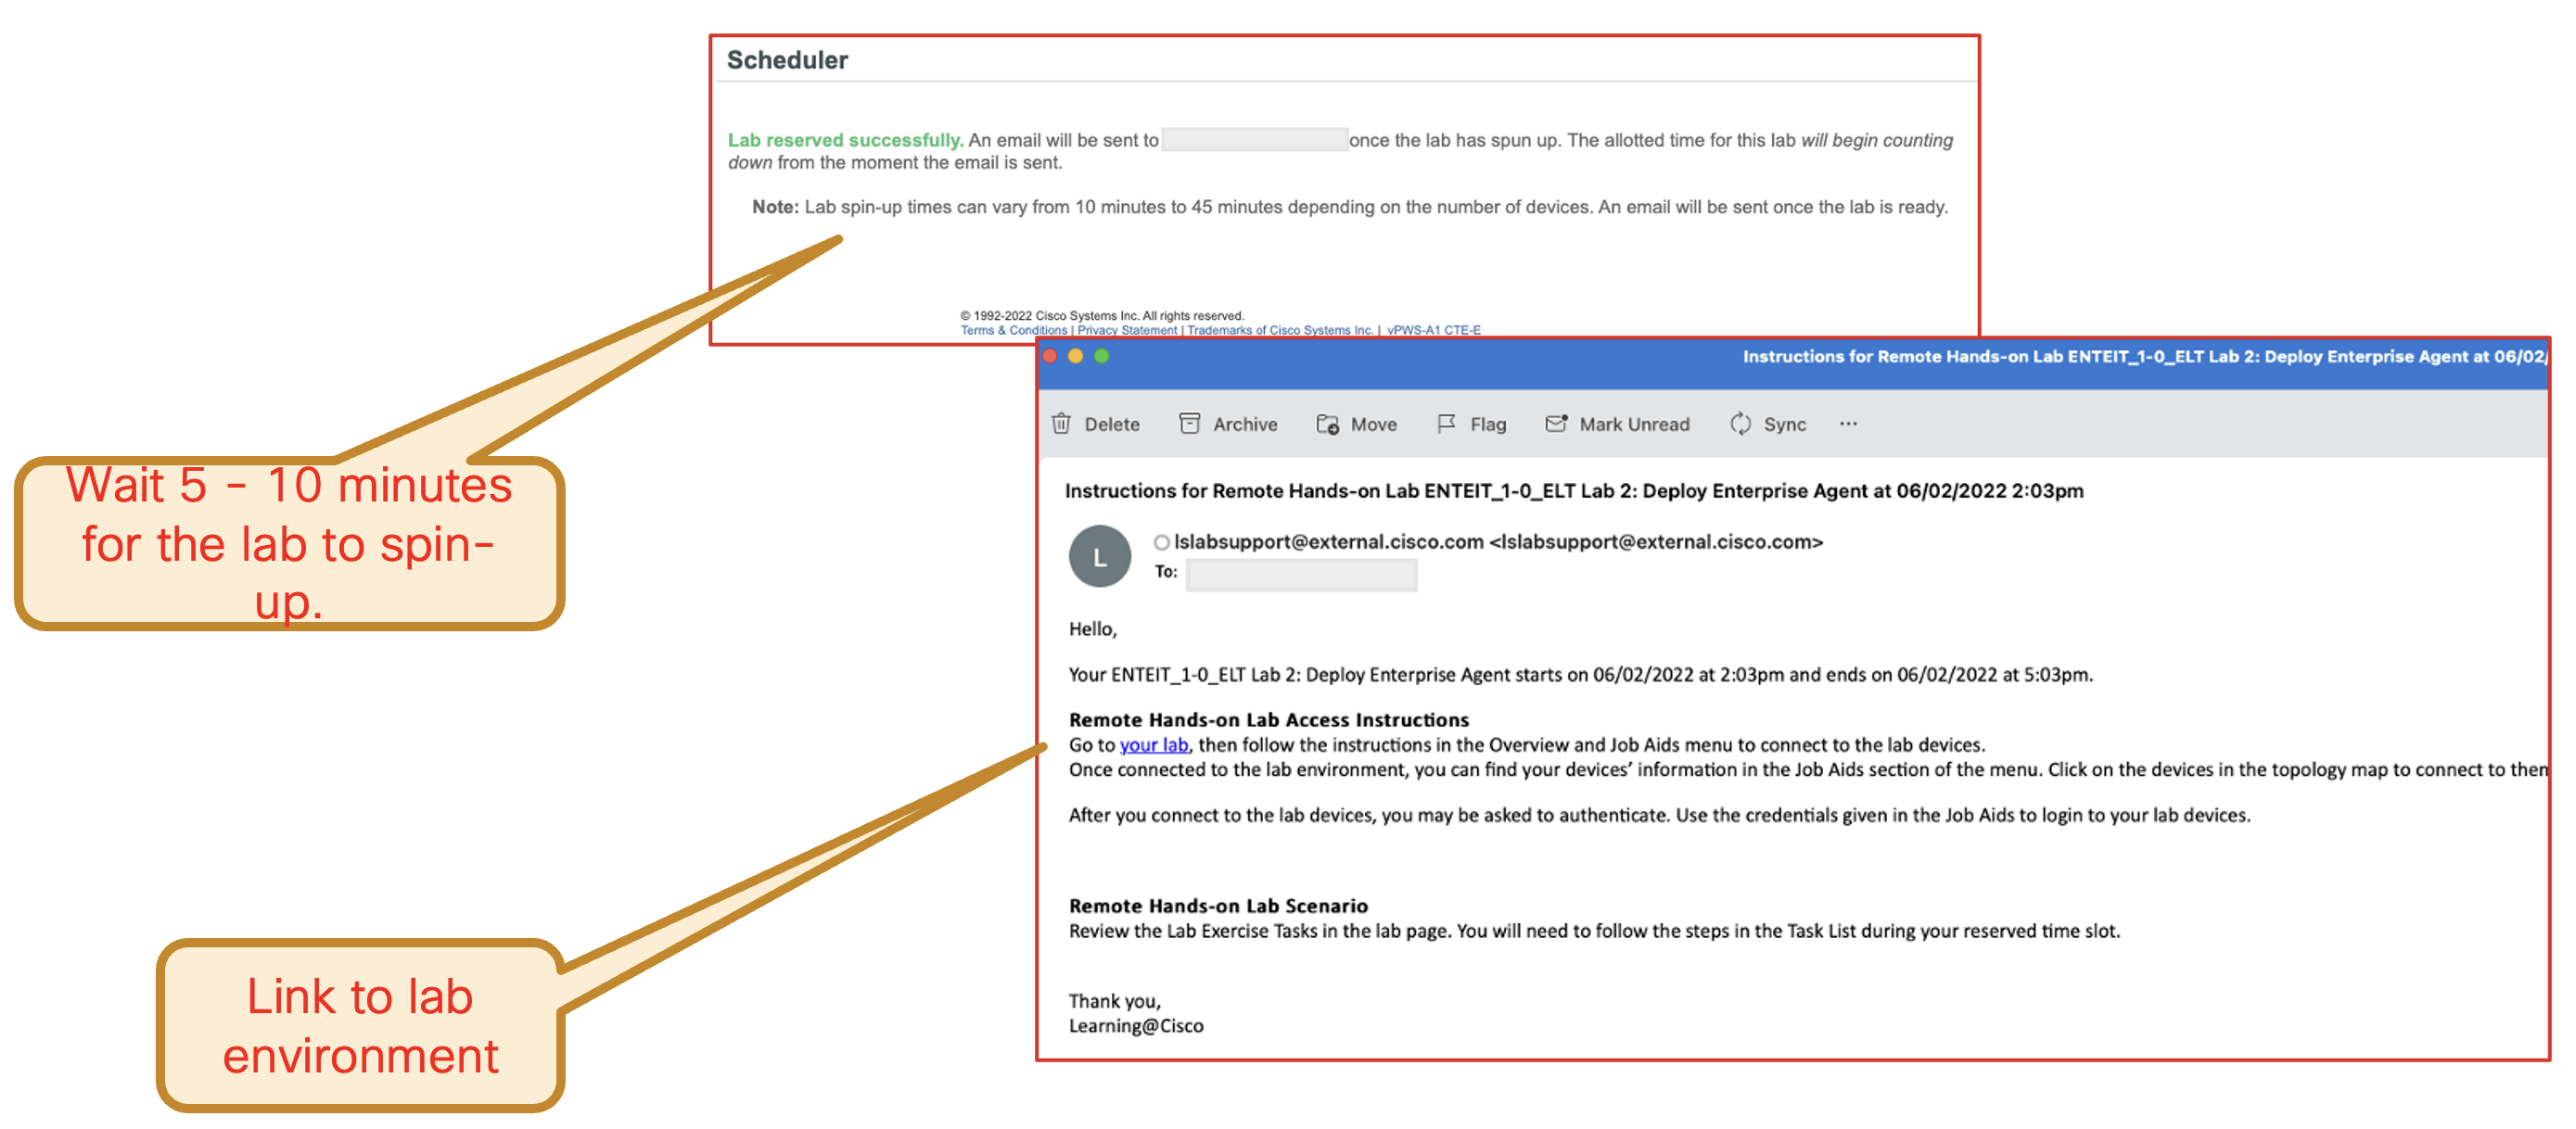 Scheduler
Lab reserved successfully. An email will be sent to once the lab has spun up. The allotted time for this lab will begin counting
down from the moment the email is sent.
Note: Lab spin-up times can vary from 10 minutes to 45 minutes depending on the number of devices. An email will be sent once the lab is ready.
© 1992-2022 Cisco Systems Inc. All rights reserved.
Terms & Conditions | Privacy Statement | Trademarks of Cisco Systems Inc. | vPWS-A1 CTE-E
Wait 5 - 10 minutes
for the lab to spin-
up.
Instructions for Remote Hands-on Lab ENTEIT_1-0_ELT Lab 2: Deploy Enterprise Agent at 06/02/
Delete Archive Move Flag Mark Unread Sync ...
Instructions for Remote Hands-on Lab ENTEIT_1-0_ELT Lab 2: Deploy Enterprise Agent at 06/02/2022 2:03pm
L
lslabsupport@external.cisco.com <lslabsupport@external.cisco.com>
To:
Hello,
Your ENTEIT_1-0_ELT Lab 2: Deploy Enterprise Agent starts on 06/02/2022 at 2:03pm and ends on 06/02/2022 at 5:03pm.
Remote Hands-on Lab Access Instructions
Go to your lab, then follow the instructions in the Overview and Job Aids menu to connect to the lab devices.
Once connected to the lab environment, you can find your devices' information in the Job Aids section of the menu. Click on the devices in the topology map to connect to
After you connect to the lab devices, you may be asked to authenticate. Use the credentials given in the Job Aids to login to your lab devices.
Remote Hands-on Lab Scenario
Review the Lab Exercise Tasks in the lab page. You will need to follow the steps in the Task List during your reserved time slot.
Thank you,
Learning@Cisco
Link to lab
environment